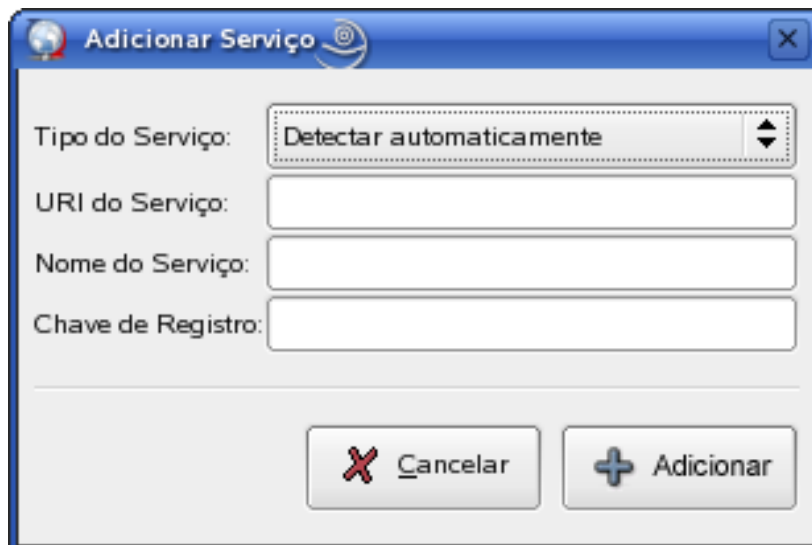 Adicionar Serviço
Tipo do Serviço: Detectar automaticamente
URI do Serviço:
Nome do Serviço:
Chave de Registro:
Cancelar Adicionar